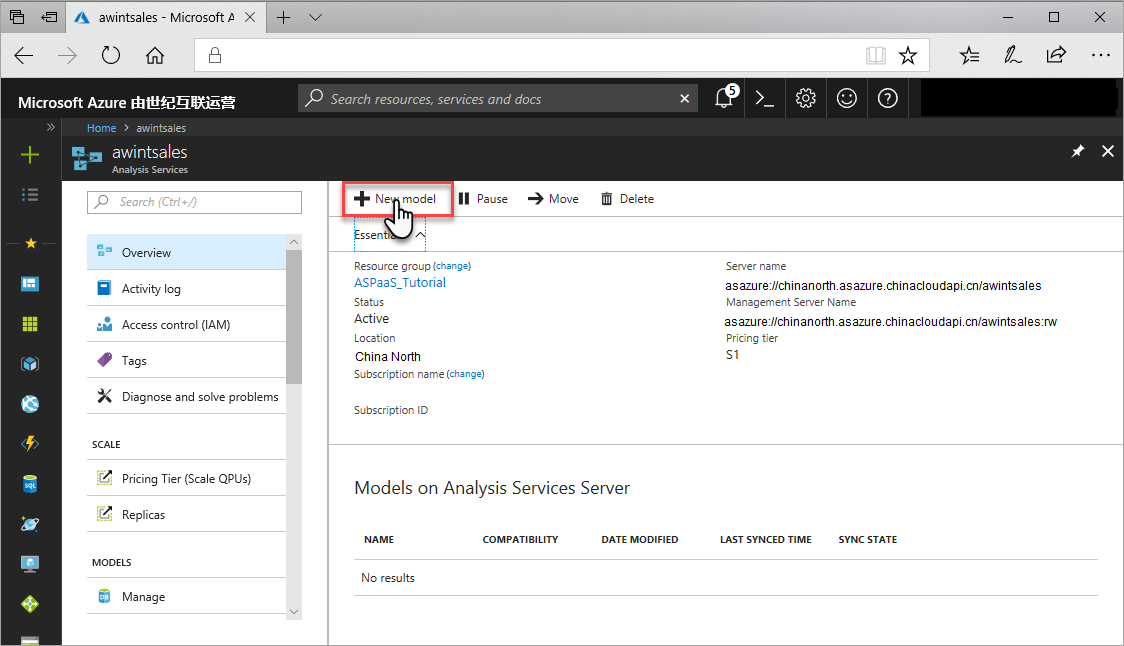 awintsales - Microsoft A
Microsoft Azure 由世纪互联运营
Search resources, services and docs
5
Home > awintsales
awintsales
Analysis Services
Search (Ctrl+/)
Overview
Activity log
Access control (IAM)
Tags
Diagnose and solve problems
SCALE
Pricing Tier (Scale QPUs)
Replicas
MODELS
Manage
New model
Pause
Move
Delete
Essentia
Resource group (change)
ASPaaS_Tutorial
Status
Active
Location
China North
Subscription name (change)
Subscription ID
Server name
asazure://chinanorth.asazure.chinacloudapi.cn/awintsales
Management Server Name
asazure://chinanorth.asazure.chinacloudapi.cn/awintsales:rw
Pricing tier
S1
Models on Analysis Services Server
NAME COMPATIBILITY DATE MODIFIED LAST SYNCED TIME SYNC STATE
No results
SQL
DB